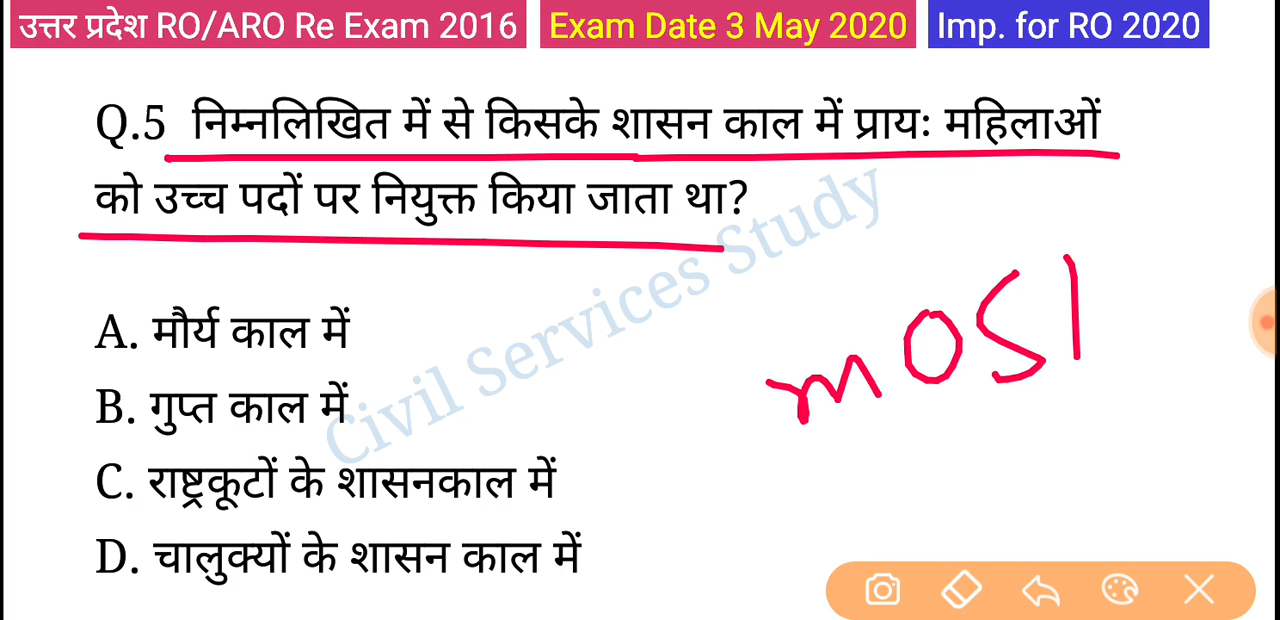 उत्तर प्रदेश RO/ARO Re Exam 2016 Exam Date 3 May 2020 Imp. for RO 2020
Q.5 निम्नलिखित में से किसके शासन काल में प्रायः महिलाओं
को उच्च पदों पर नियुक्त किया जाता था?
Civil Services Study
A. मौर्य काल में
B. गुप्त काल में
C. राष्ट्रकूटों के शासनकाल में
D. चालुक्यों के शासन काल में